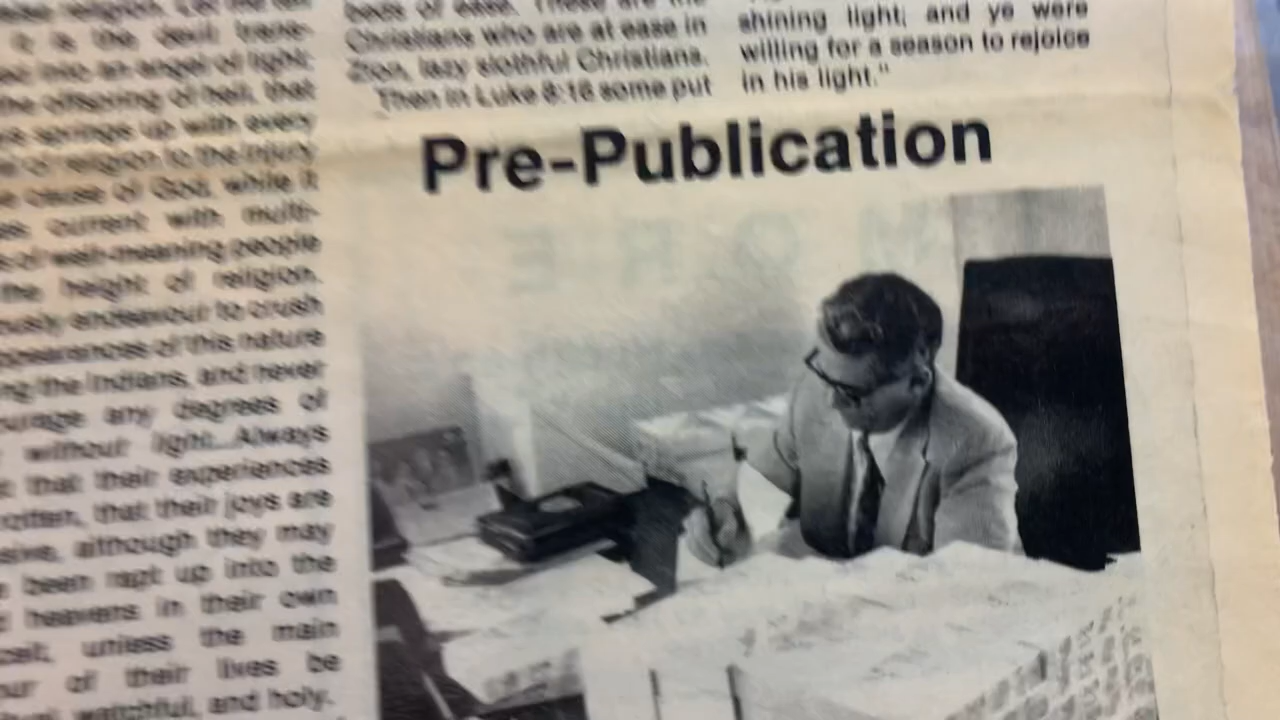 religion. Let me tell
it is the devil trans-
into an angel of light;
the offspring of hell, that
springs up with every
of religion to the injury
cause of God, while it
current with multi-
of well-meaning people
the height of religion.
endeavour to crush
appearances of this nature
the Indians, and never
any degrees of
without light...Always
that their experiences
rotten, that their joys are
although they may
been rapt up into the
heavens in their own
unless the main
of their lives be
watchful, and holy.
beds of ease. These are the
Christians who are at ease in
Zion, lazy slothful Christians.
Then in Luke 8:16 some put
shining light; and ye were
willing for a season to rejoice
in his light."
Pre-Publication